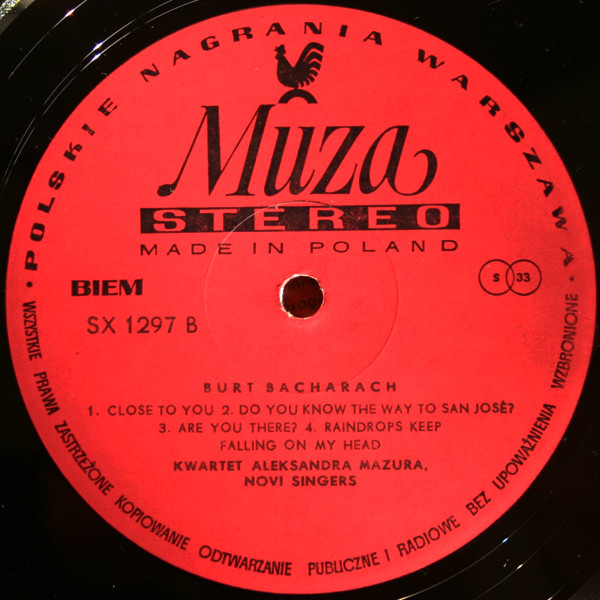 • POLSKIE NAGRANIA WARSZAWA •
Muza
STEREO
MADE IN POLAND
BIEM
S 33
SX 1297 B
BURT BACHARACH
1. CLOSE TO YOU 2. DO YOU KNOW THE WAY TO SAN JOSÉ?
3. ARE YOU THERE? 4. RAINDROPS KEEP
FALLING ON MY HEAD
KWARTET ALEKSANDRA MAZURA,
NOVI SINGERS
WSZYSTKIE PRAWA ZASTRZEŻONE KOPIOWANIE ODTWARZANIE PUBLICZNE I RADIOWE BEZ UPOWAŻNIENIA WZBRONIONE